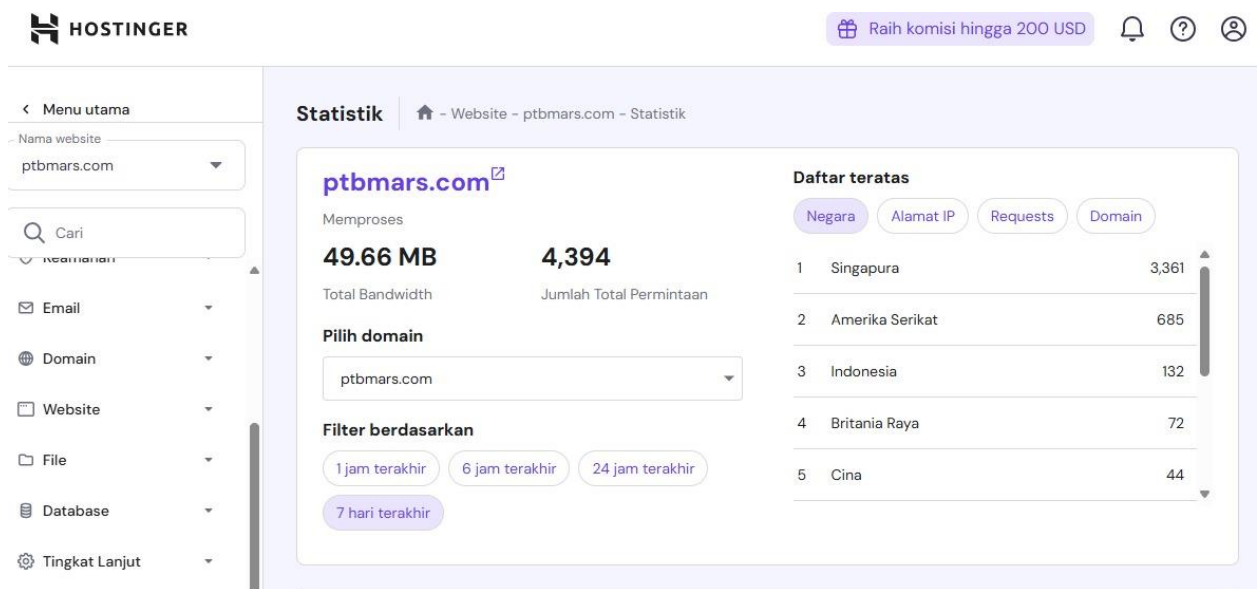 HOSTINGER
Raih komisi hingga 200 USD
Menu utama
Nama website
ptbmars.com
Cari
Keamanan
Email
Domain
Website
File
Database
Tingkat Lanjut
Statistik
- Website - ptbmars.com - Statistik
ptbmars.com
Memproses
49.66 MB 4,394
Total Bandwidth Jumlah Total Permintaan
Pilih domain
ptbmars.com
Filter berdasarkan
1 jam terakhir 6 jam terakhir 24 jam terakhir
7 hari terakhir
Daftar teratas
Negara Alamat IP Requests Domain
1 Singapura 3,361
2 Amerika Serikat 685
3 Indonesia 132
4 Britania Raya 72
5 Cina 44